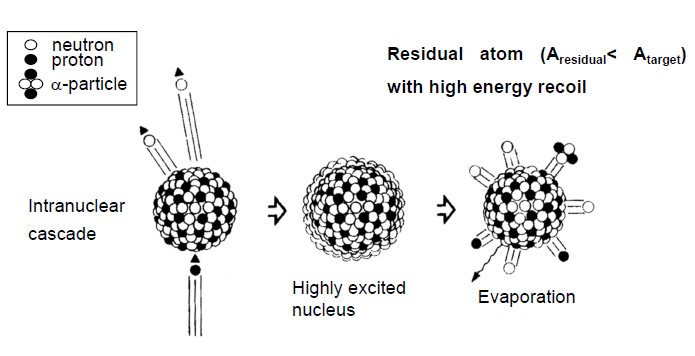 neutron
proton
α-particle
Residual atom (Aresidual< Atarget)
with high energy recoil
Intranuclear
cascade
Highly excited
nucleus
Evaporation